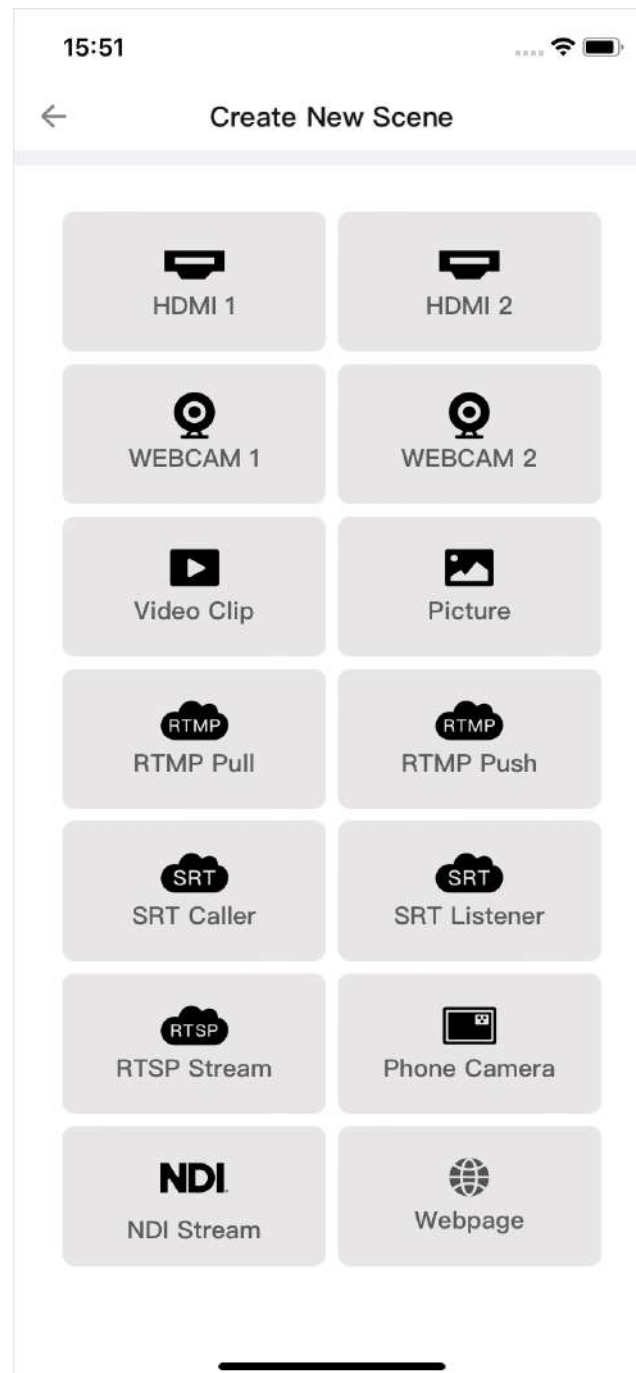 15:51
Create New Scene
HDMI 1
HDMI 2
WEBCAM 1
WEBCAM 2
Video Clip
Picture
RTMP
RTMP Pull
RTMP
RTMP Push
SRT
SRT Caller
SRT
SRT Listener
RTSP
RTSP Stream
Phone Camera
NDI
NDI Stream
Webpage